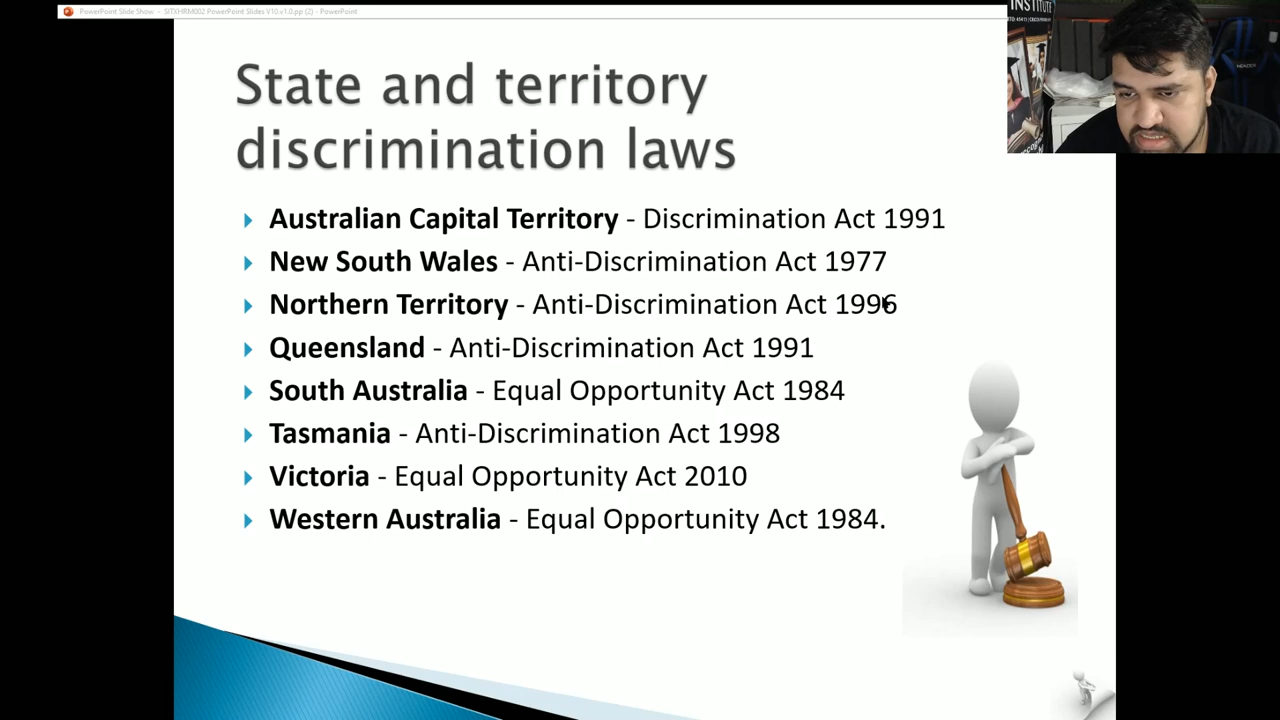 PowerPoint Slide Show - SITXHRM002 PowerPoint Slides V10.v1.0.pp (2) - PowerPoint
INSTITUTE
State and territory
discrimination laws
Australian Capital Territory - Discrimination Act 1991
New South Wales - Anti-Discrimination Act 1977
Northern Territory - Anti-Discrimination Act 1996
Queensland - Anti-Discrimination Act 1991
South Australia - Equal Opportunity Act 1984
Tasmania - Anti-Discrimination Act 1998
Victoria - Equal Opportunity Act 2010
Western Australia - Equal Opportunity Act 1984.